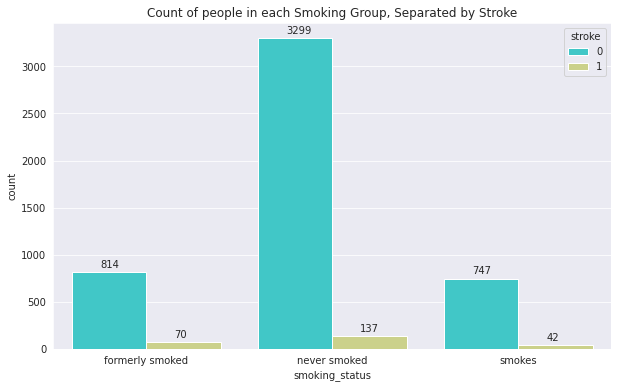 Count of people in each Smoking Group, Separated by Stroke
stroke
0
1
3299
814
747
70
137
42
count
3000
2500
2000
1500
1000
500
0
formerly smoked
never smoked
smokes
smoking_status